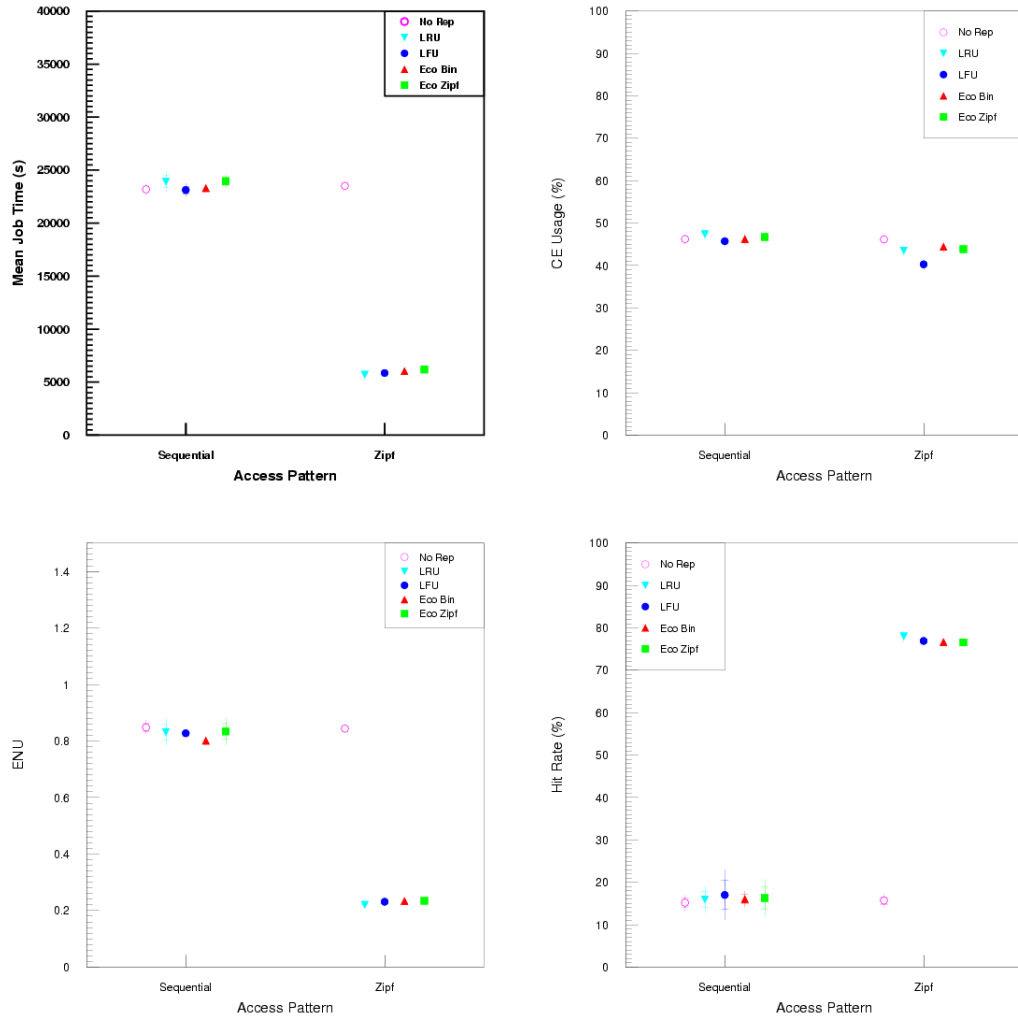 40000
35000
30000
25000
20000
15000
10000
5000
0
Mean Job Time (s)
No Rep
LRU
LFU
Eco Bin
Eco Zipf
Sequential
Zipf
Access Pattern
100
90
80
70
60
50
40
30
20
10
0
CE Usage (%)
No Rep
LRU
LFU
Eco Bin
Eco Zipf
Sequential
Zipf
Access Pattern
1.4
1.2
1
0.8
0.6
0.4
0.2
0
ENU
No Rep
LRU
LFU
Eco Bin
Eco Zipf
Sequential
Zipf
Access Pattern
100
90
80
70
60
50
40
30
20
10
0
Hit Rate (%)
No Rep
LRU
LFU
Eco Bin
Eco Zipf
Sequential
Zipf
Access Pattern